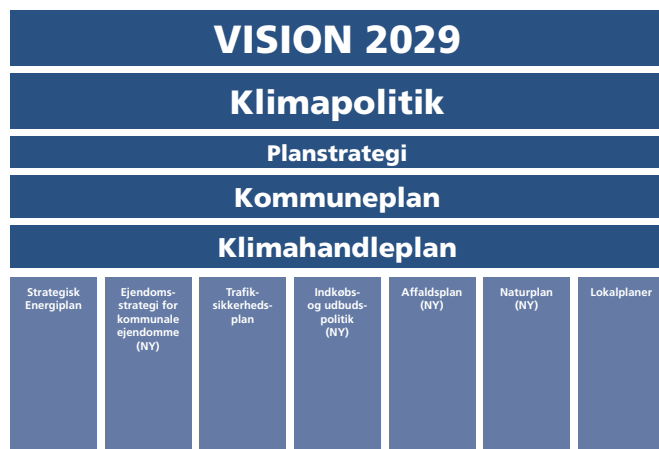 VISION 2029
Klimapolitik
Planstrategi
Kommuneplan
Klimahandleplan
Strategisk
Energiplan
Ejendoms-
strategi for
kommunale
ejendomme
(NY)
Trafik-
sikkerheds-
plan
Indkøbs-
og udbuds-
politik
(NY)
Affaldsplan
(NY)
Naturplan
(NY)
Lokalplaner